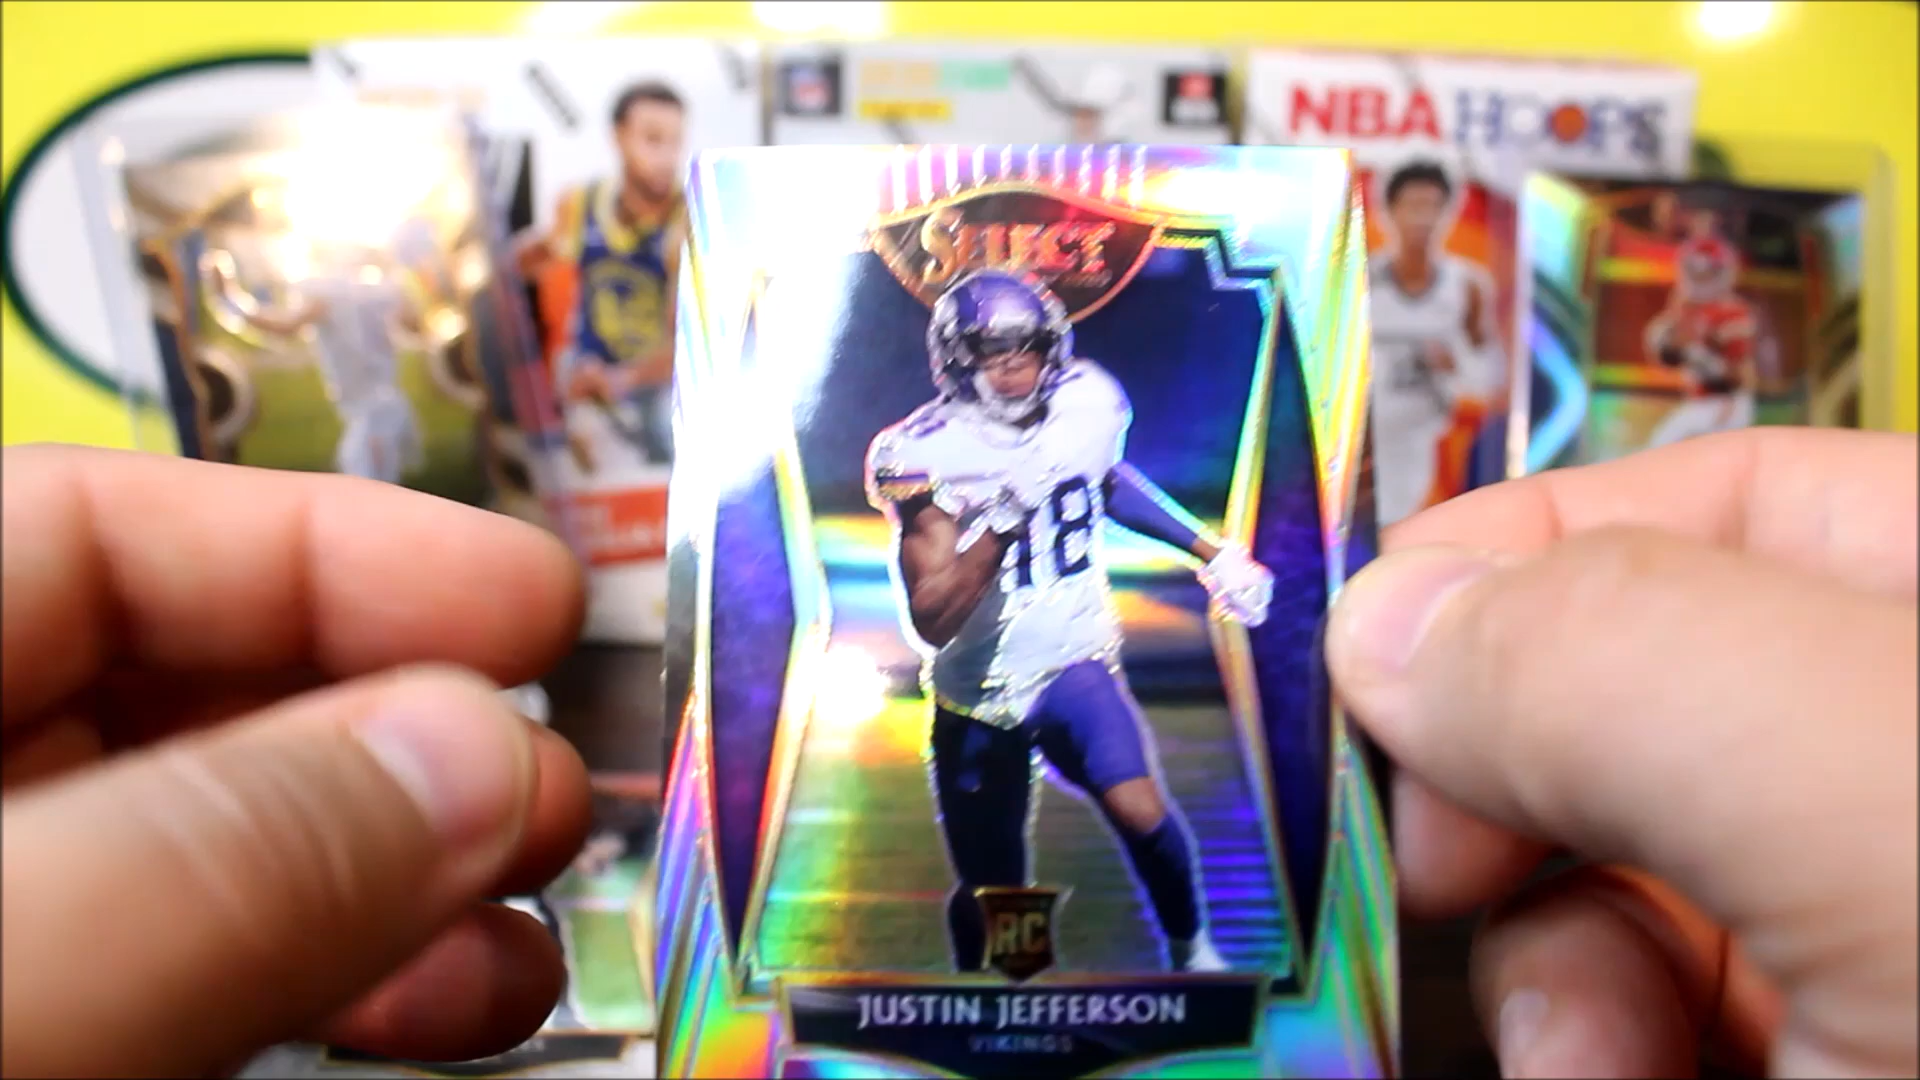 NBA HOOPS
SELECT
18
RC
JUSTIN JEFFERSON
VIKINGS